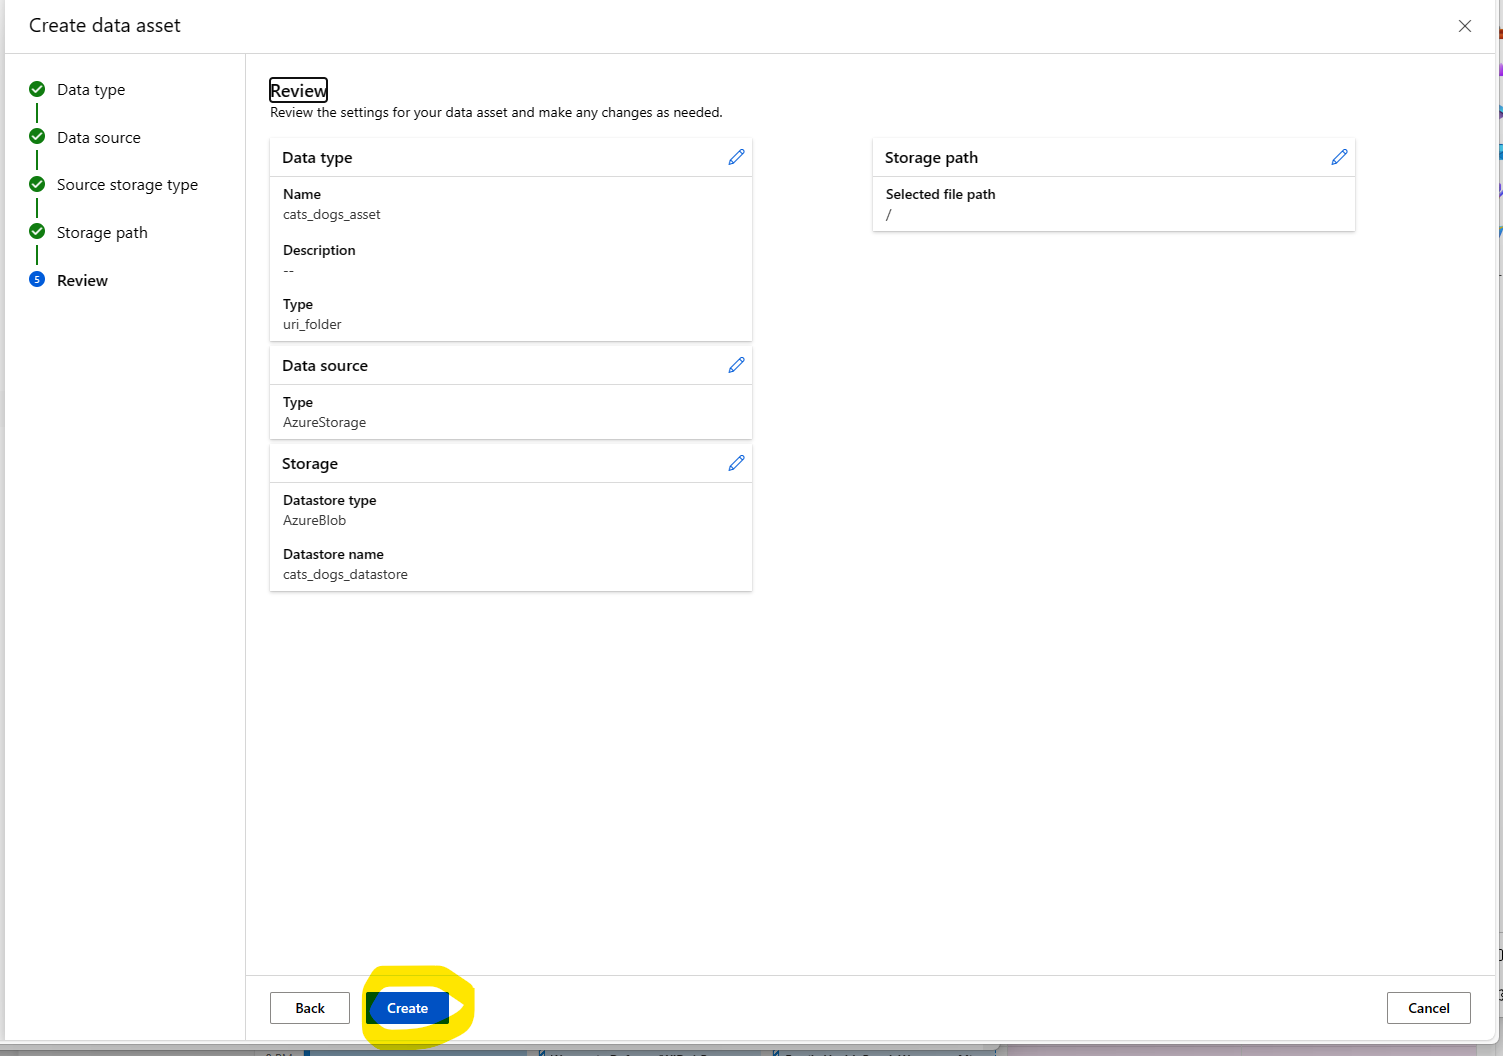 Create data asset
Data type
Data source
Source storage type
Storage path
5
Review
Review
Review the settings for your data asset and make any changes as needed.
Data type
Name
cats_dogs_asset
Description
--
Type
uri_folder
Data source
Type
AzureStorage
Storage
Datastore type
AzureBlob
Datastore name
cats_dogs_datastore
Storage path
Selected file path
/
Back
Create
Cancel